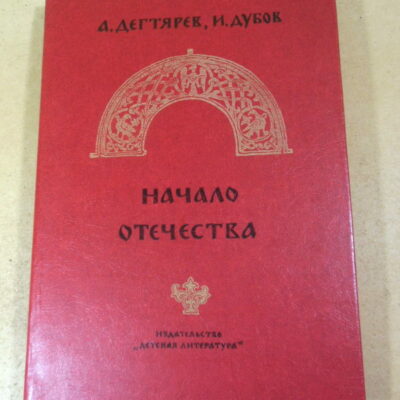 А. ДЕГТЯРЕВ, И. ДУБОВ
НАЧАЛО
ОТЕЧЕСТВА
ИЗДАТЕЛЬСТВО
„ДЕТСКАЯ ЛИТЕРАТУРА"